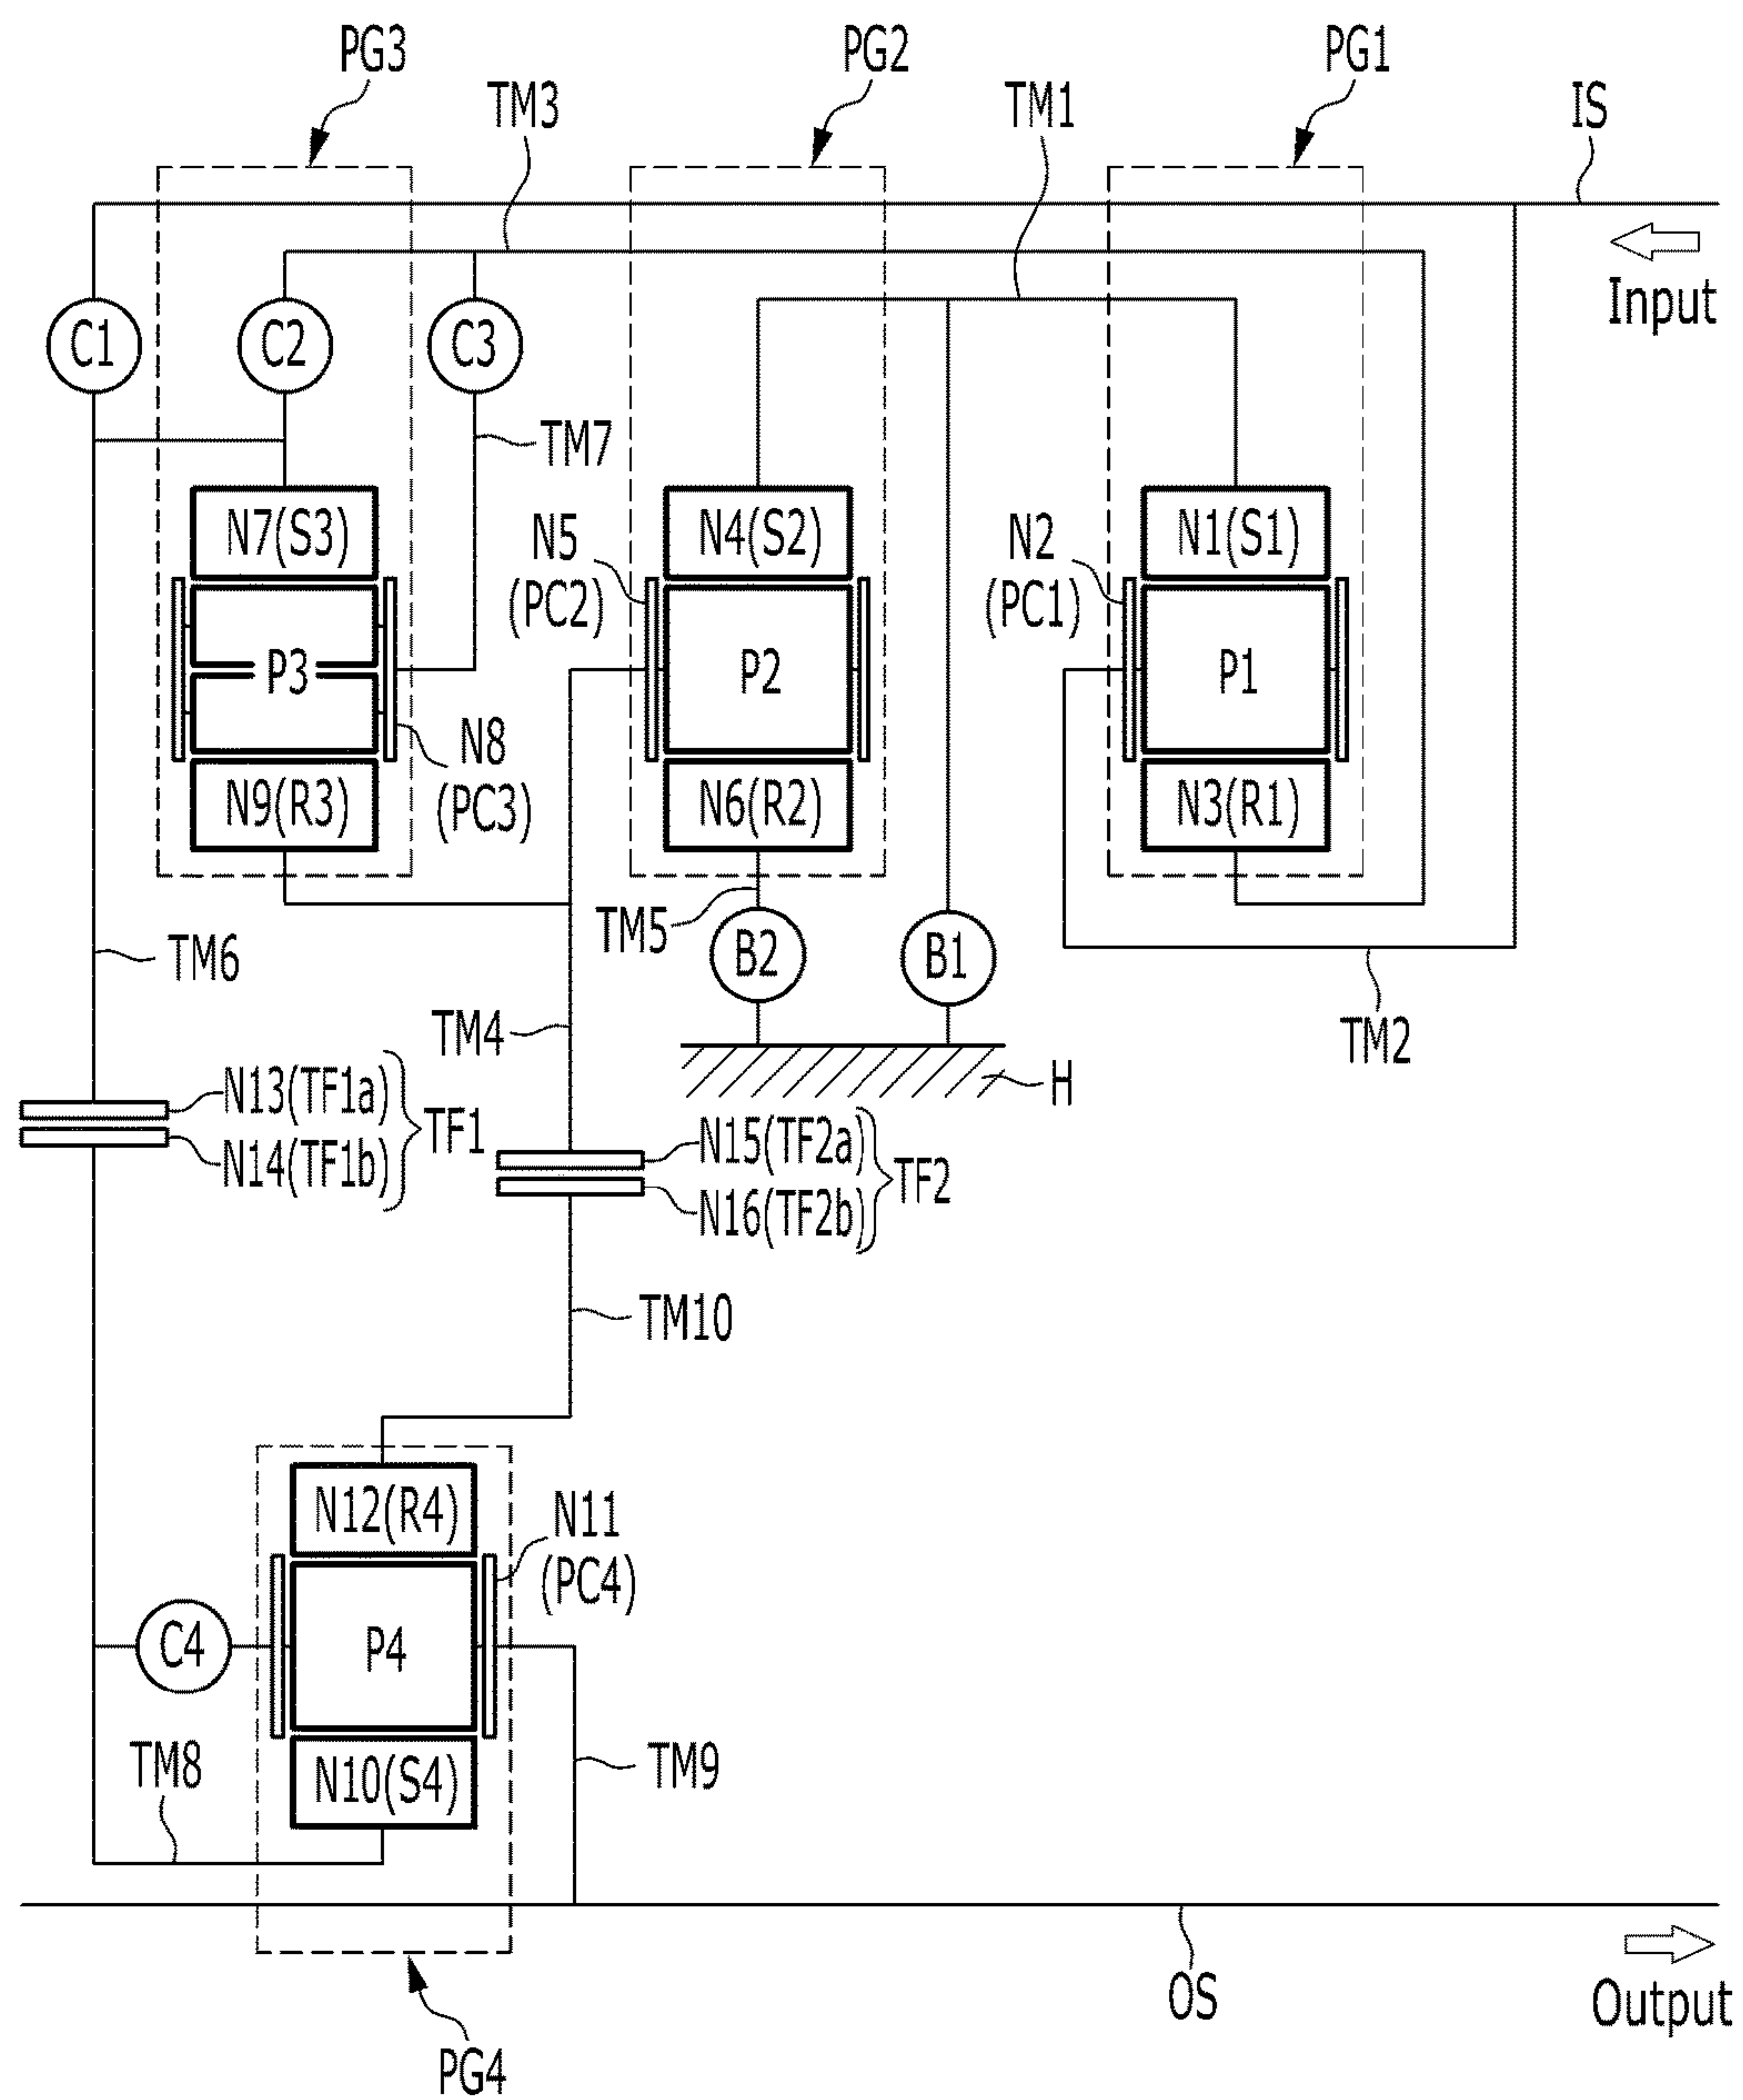 PG3
PG2
PG1
TM3
TM1
IS
Input
C1
C2
C3
TM7
N7(S3)
N5
(PC2)
N4(S2)
N2
(PC1)
N1(S1)
P3
P2
P1
N8
(PC3)
N9(R3)
N6(R2)
N3(R1)
TM5
B2
B1
TM6
TM4
TM2
H
N13(TF1a)
N14(TF1b)
TF1
N15(TF2a)
N16(TF2b)
TF2
TM10
N12(R4)
N11
(PC4)
C4
P4
TM8
N10(S4)
TM9
OS
Output
PG4